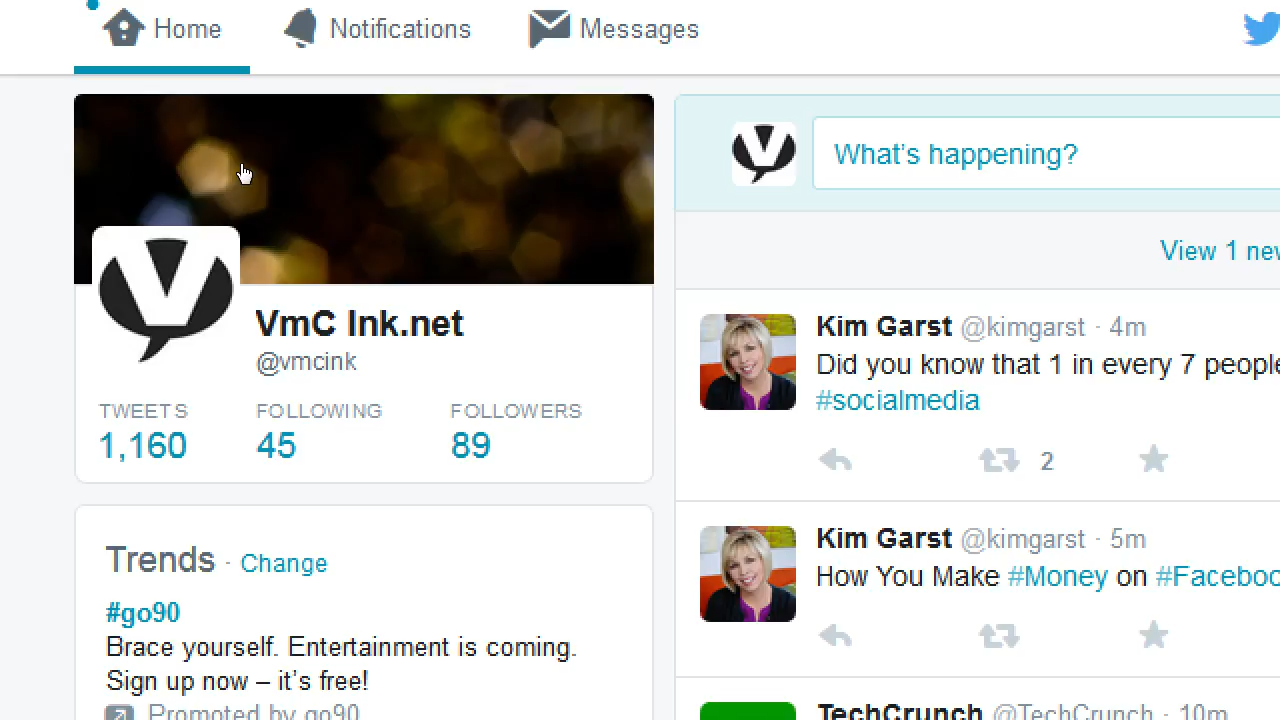 Home
Notifications
Messages
What's happening?
View 1 new
VmC Ink.net
@vmcink
TWEETS
FOLLOWING
FOLLOWERS
1,160
45
89
Trends · Change
#go90
Brace yourself. Entertainment is coming.
Sign up now – it's free!
Promoted by go90
Kim Garst @kimgarst · 4m
Did you know that 1 in every 7 people
#socialmedia
2
Kim Garst @kimgarst · 5m
How You Make #Money on #Faceboo
TechCrunch @TechCrunch · 10m